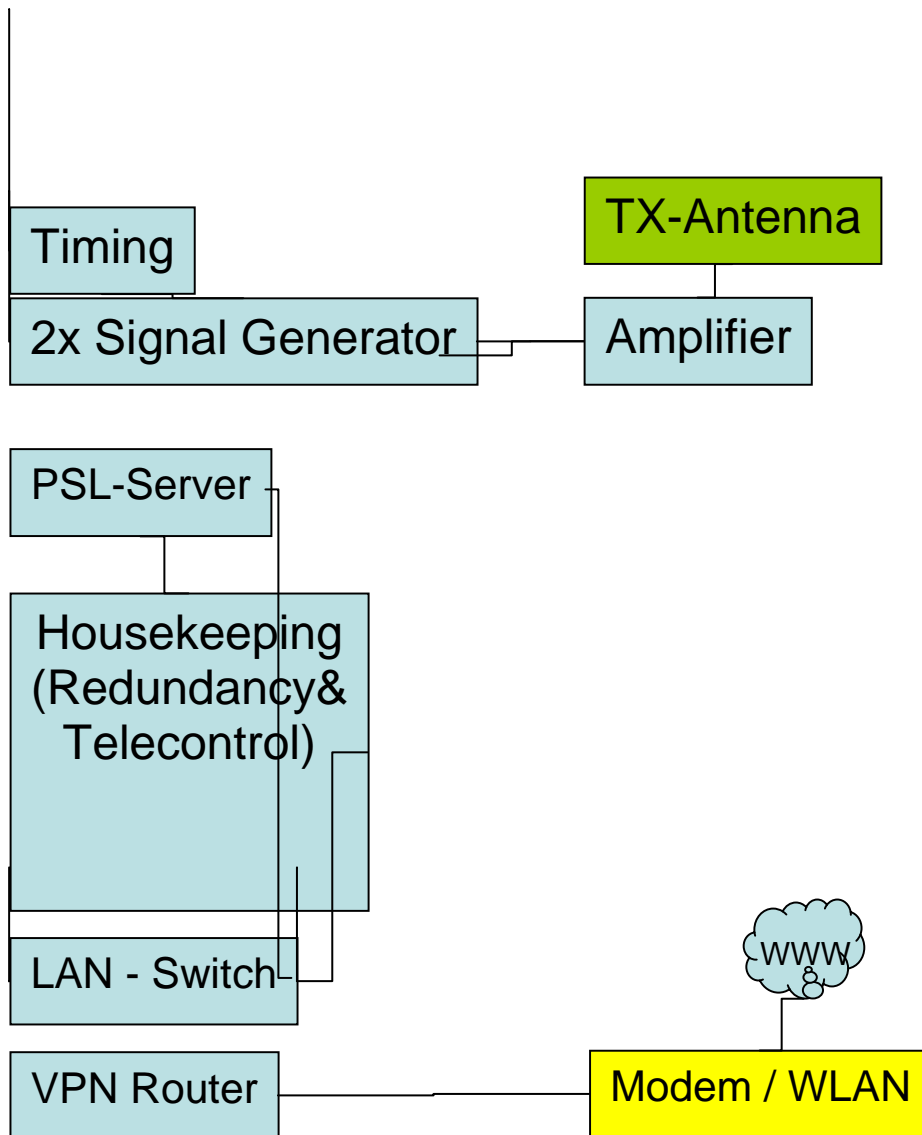 TX-Antenna
Timing
2x Signal Generator
Amplifier
PSL-Server
Housekeeping
(Redundancy&
Telecontrol)
WWW
LAN - Switch
VPN Router
Modem / WLAN